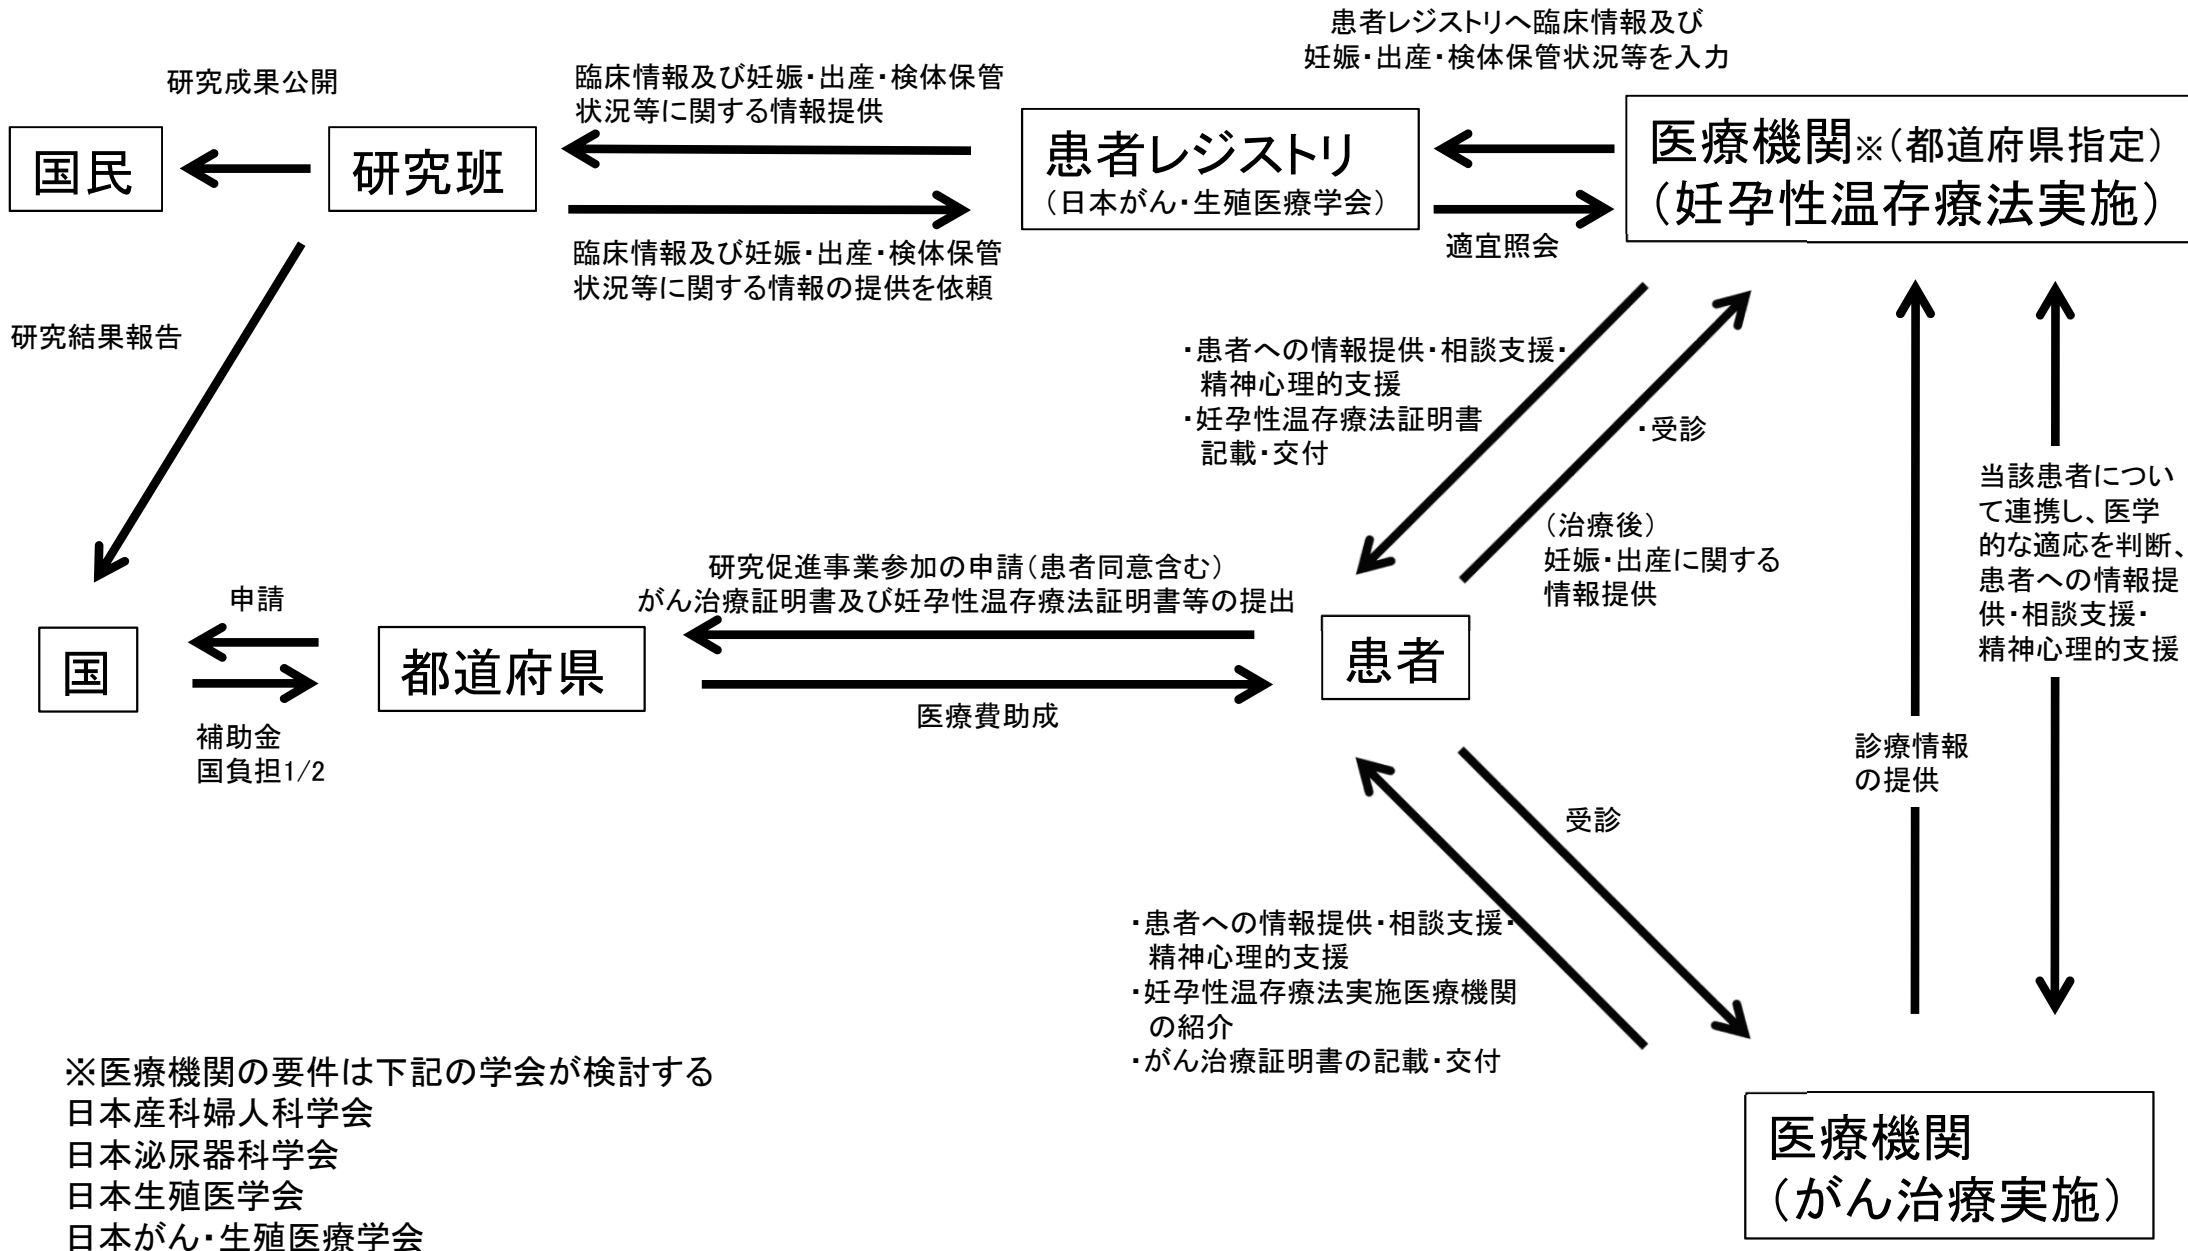 患者レジストリへ臨床情報及び
妊娠・出産・検体保管状況等を入力
研究成果公開
臨床情報及び妊娠・出産・検体保管
状況等に関する情報提供
国民
研究班
患者レジストリ
（日本がん・生殖医療学会）
医療機関※（都道府県指定）
（妊孕性温存療法実施）
臨床情報及び妊娠・出産・検体保管
状況等に関する情報の提供を依頼
適宜照会
研究結果報告
・患者への情報提供・相談支援・
精神心理的支援
・妊孕性温存療法証明書
記載・交付
・受診
（治療後）
妊娠・出産に関する
情報提供
当該患者につい
て連携し、医学
的な適応を判断、
患者への情報提
供・相談支援・
精神心理的支援
研究促進事業参加の申請（患者同意含む）
がん治療証明書及び妊孕性温存療法証明書等の提出
申請
国
都道府県
患者
補助金
国負担1/2
医療費助成
診療情報
の提供
受診
・患者への情報提供・相談支援・
精神心理的支援
・妊孕性温存療法実施医療機関
の紹介
・がん治療証明書の記載・交付
※医療機関の要件は下記の学会が検討する
日本産科婦人科学会
日本泌尿器科学会
日本生殖医学会
日本がん・生殖医療学会
医療機関
（がん治療実施）